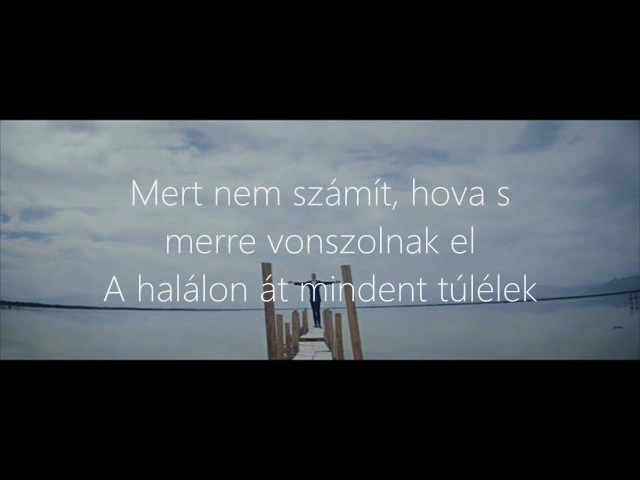 Mert nem számít, hova s
merre vonszolnak el
A halálon át mindent túlélek